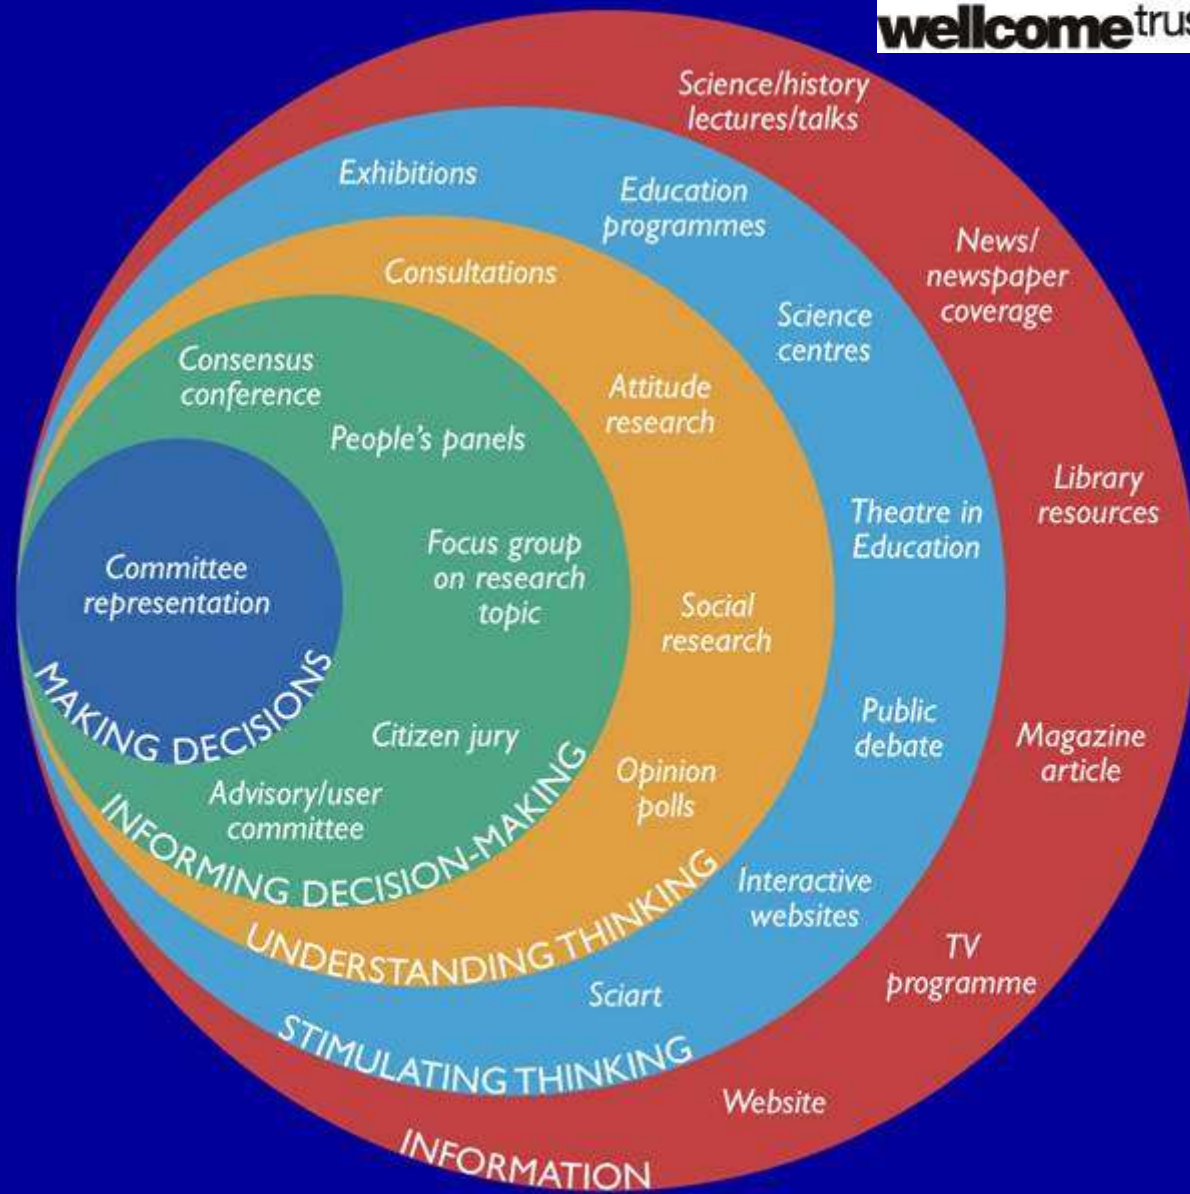 wellcome trus
Science/history
lectures/talks
Exhibitions
Education
programmes
News/
newspaper
coverage
Consultations
Science
centres
Consensus
conference
Attitude
research
People's panels
Library
resources
Theatre in
Education
Focus group
on research
topic
Committee
representation
Social
research
MAKING DECISIONS
Public
debate
Magazine
article
Citizen jury
Opinion
polls
Advisory/user
committee
INFORMING DECISION-MAKING
Interactive
websites
UNDERSTANDING THINKING
TV
programme
Sciart
STIMULATING THINKING
Website
INFORMATION